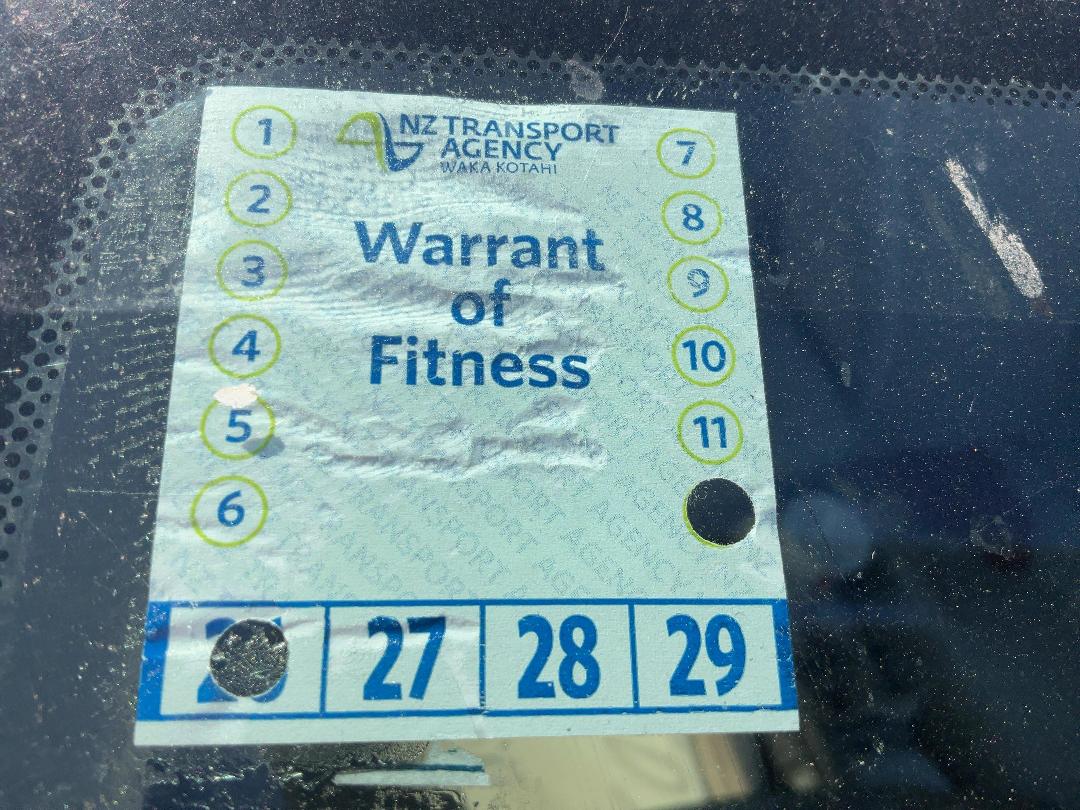 NZ TRANSPORT
AGENCY
WAKA KOTAHI
Warrant
of
Fitness
1
2
3
4
5
6
7
8
9
10
11
27
28
29